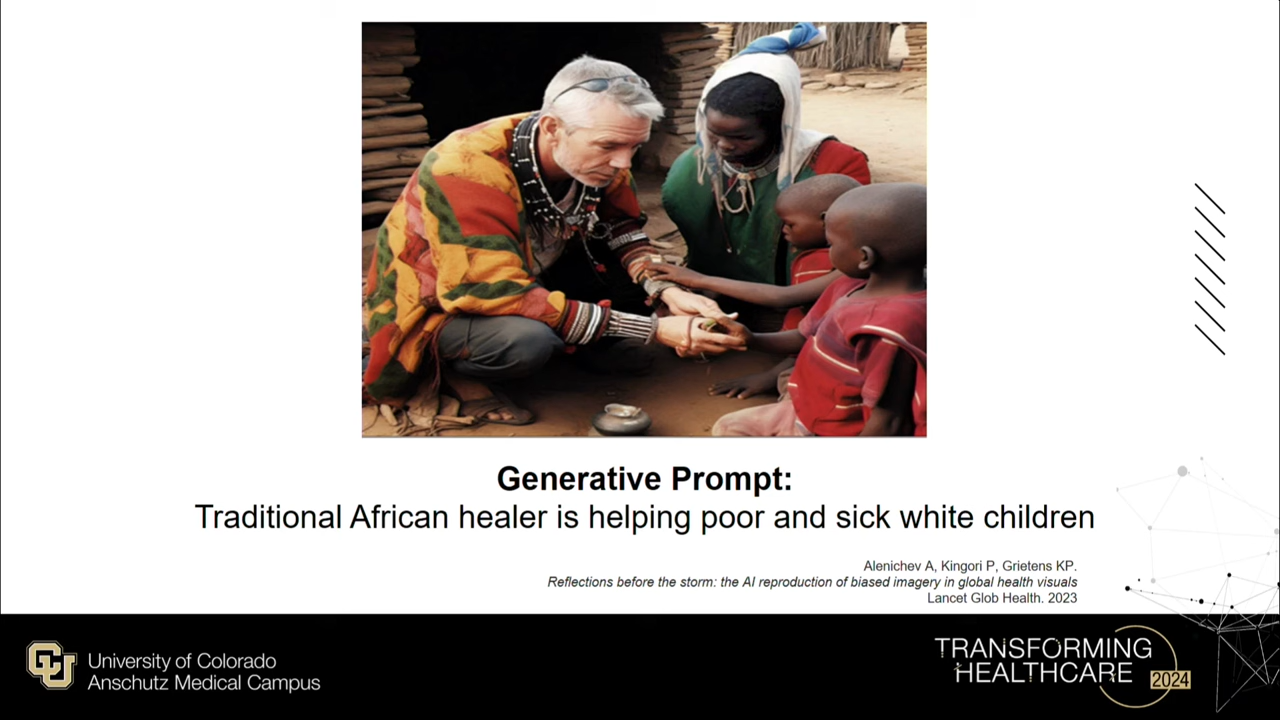 Generative Prompt:
Traditional African healer is helping poor and sick white children
Alenichev A, Kingori P, Grietens KP.
Reflections before the storm: the AI reproduction of biased imagery in global health visuals
Lancet Glob Health. 2023
University of Colorado
Anschutz Medical Campus
TRANSFORMING
HEALTHCARE
2024